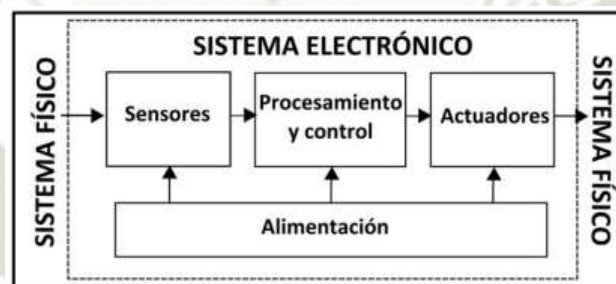 SISTEMA ELECTRÓNICO
SISTEMA FÍSICO
Sensores
Procesamiento
y control
Actuadores
SISTEMA FÍSICO
Alimentación